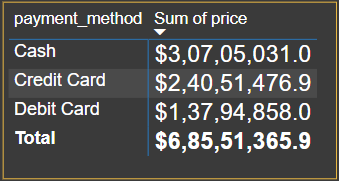 payment_method Sum of price
Cash $3,07,05,031.0
Credit Card $2,40,51,476.9
Debit Card $1,37,94,858.0
Total $6,85,51,365.9